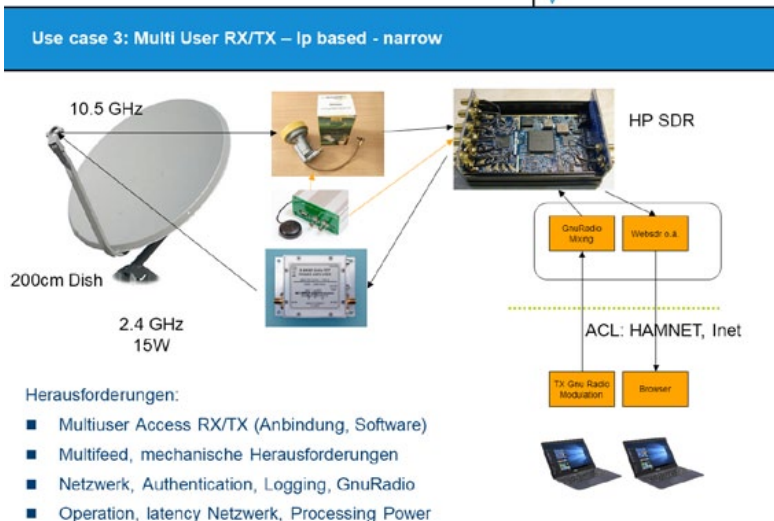 Use case 3: Multi User RX/TX – Ip based - narrow
10.5 GHz
HP SDR
GnuRadio
Mixing
Websdr o.ä.
200cm Dish
2.4 GHz
15W
ACL: HAMNET, Inet
TX Gnu Radio
Modulation
Browser
Herausforderungen:
■ Multiuser Access RX/TX (Anbindung, Software)
■ Multifeed, mechanische Herausforderungen
■ Netzwerk, Authentication, Logging, GnuRadio
■ Operation, latency Netzwerk, Processing Power